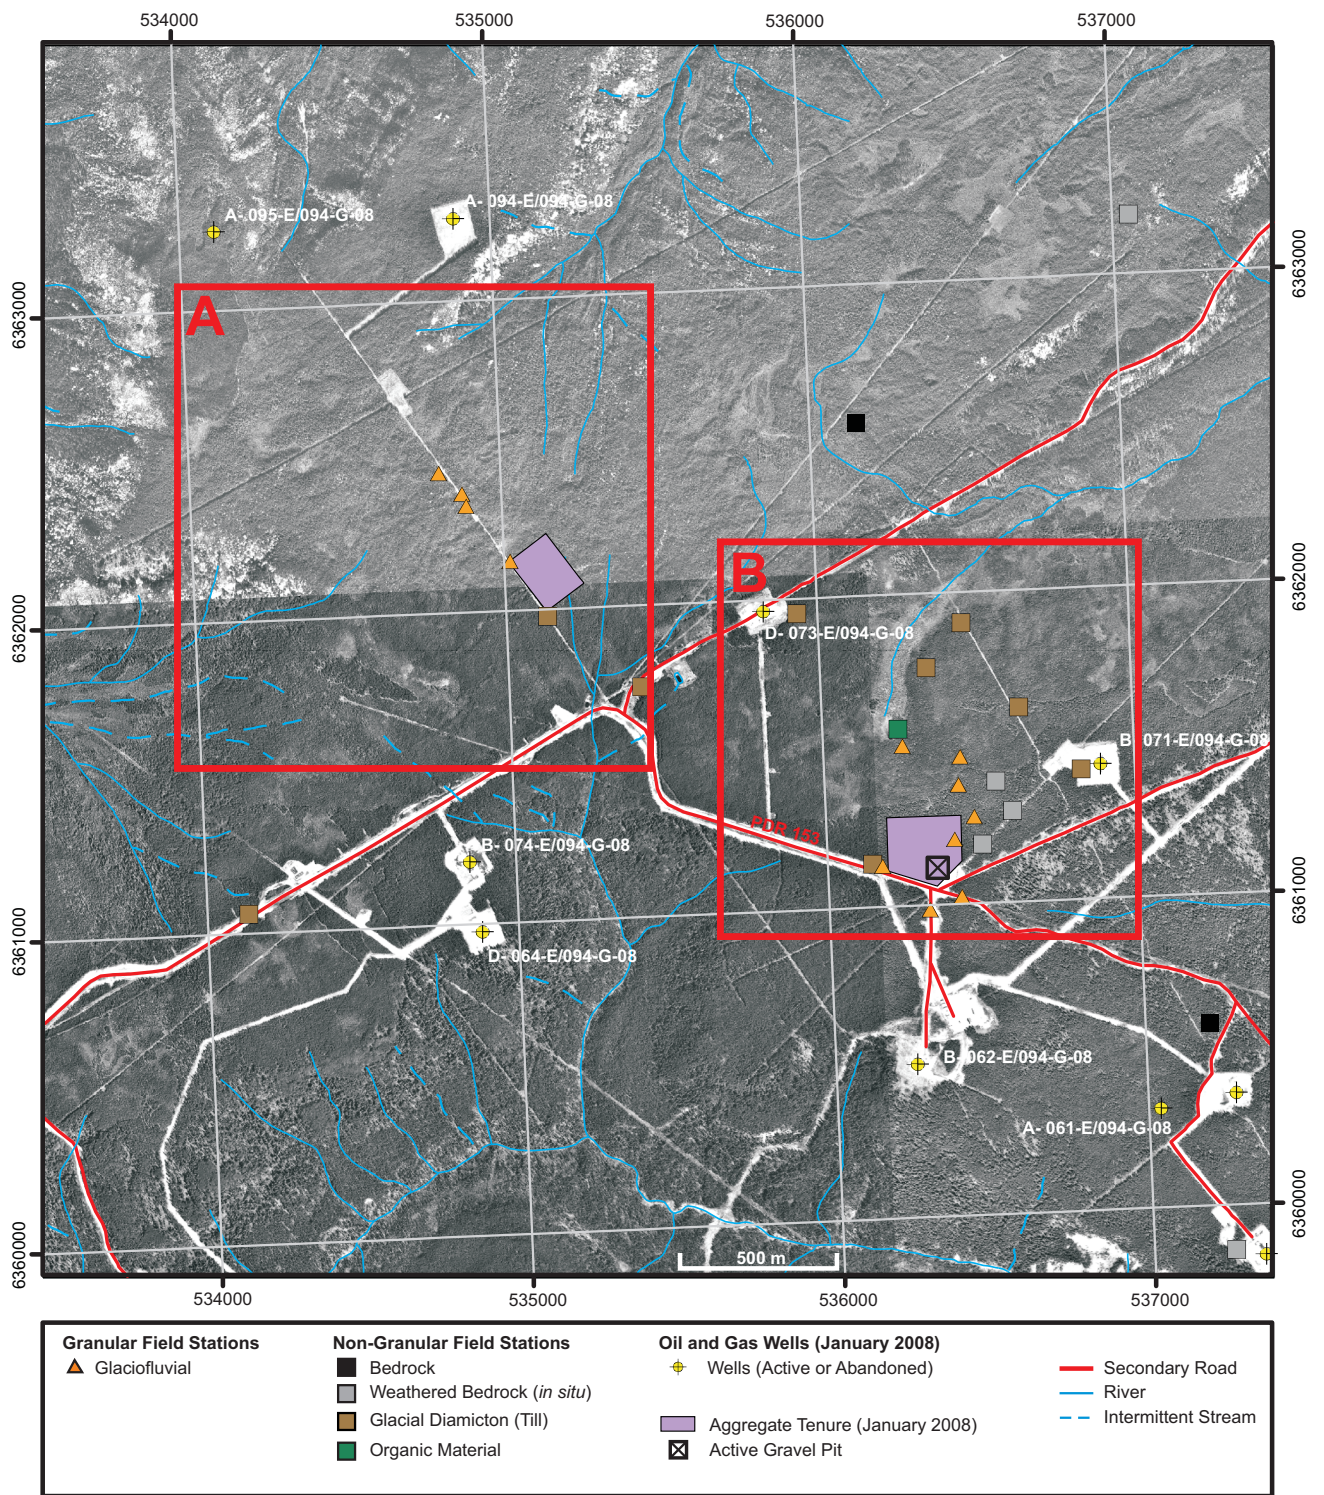 534000
535000
536000
537000
A- 095-E/094-G-08
A- 094-E/094-G-08
6363000
6363000
A
B
6362000
6362000
D- 073-E/094-G-08
B- 071-E/094-G-08
PDR 153
B- 074-E/094-G-08
6361000
6361000
D- 064-E/094-G-08
B- 062-E/094-G-08
A- 061-E/094-G-08
6360000
6360000
500 m
534000
535000
536000
537000
Granular Field Stations
Glaciofluvial
Non-Granular Field Stations
Bedrock
Weathered Bedrock (in situ)
Glacial Diamicton (Till)
Organic Material
Oil and Gas Wells (January 2008)
Wells (Active or Abandoned)
Aggregate Tenure (January 2008)
Active Gravel Pit
Secondary Road
River
Intermittent Stream